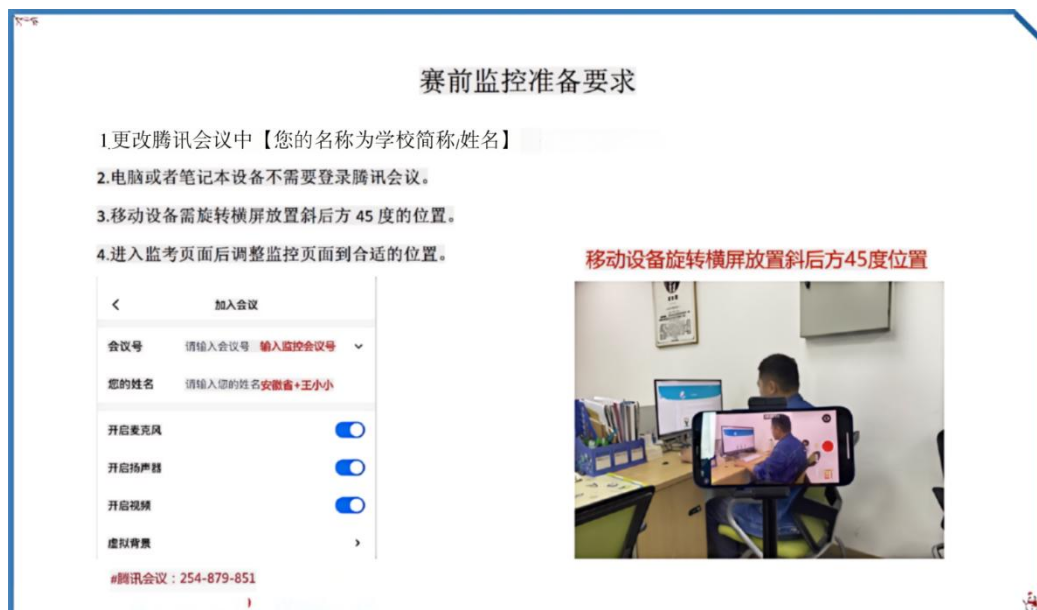 赛前监控准备要求
1.更改腾讯会议中【您的名称为学校简称/姓名】
2.电脑或者笔记本设备不需要登录腾讯会议。
3.移动设备需旋转横屏放置斜后方 45 度的位置。
4.进入监考页面后调整监控页面到合适的位置。
移动设备旋转横屏放置斜后方45度位置
加入会议
会议号 请输入会议号 输入监控会议号
您的姓名 请输入您的姓名安徽省+王小小
开启麦克风
开启扬声器
开启视频
虚拟背景
#腾讯会议：254-879-851